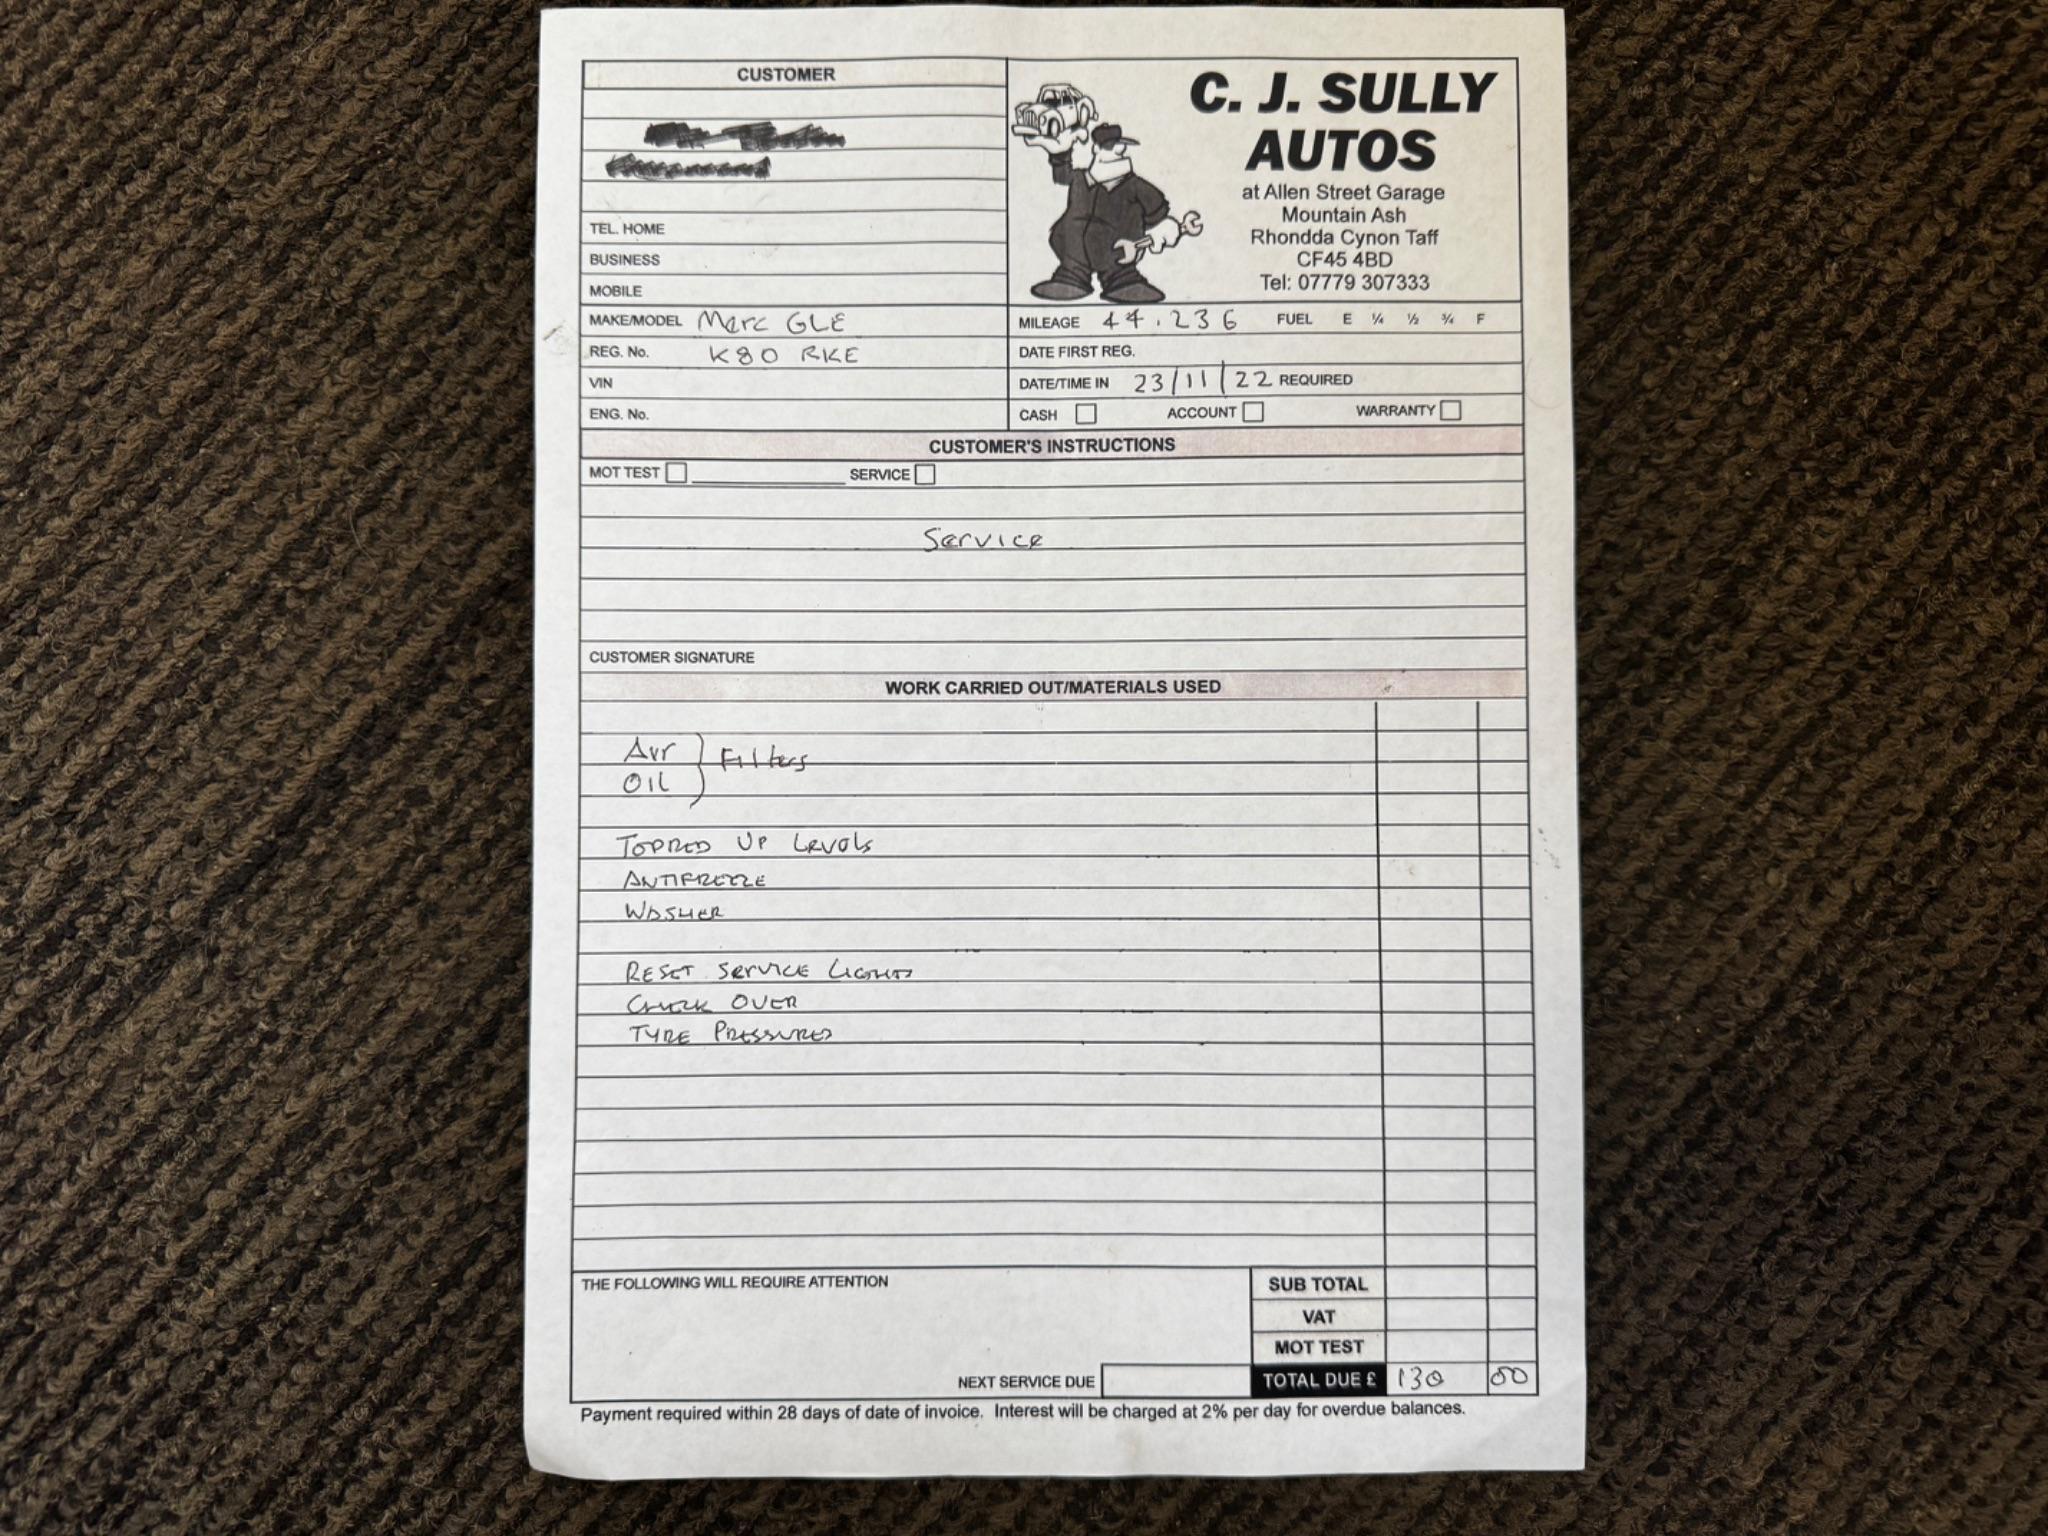 CUSTOMER
C. J. SULLY
AUTOS
at Allen Street Garage
Mountain Ash
Rhondda Cynon Taff
CF45 4BD
Tel: 07779 307333
TEL. HOME
BUSINESS
MOBILE
MAKE/MODEL Merc GLE
MILEAGE 44.236 FUEL E ¼ ½ ¾ F
REG. No. K80 RKE
DATE FIRST REG.
VIN
DATE/TIME IN 23/11/22 REQUIRED
ENG. No.
CASH ACCOUNT WARRANTY
CUSTOMER'S INSTRUCTIONS
MOT TEST SERVICE
Service
CUSTOMER SIGNATURE
WORK CARRIED OUT/MATERIALS USED
Air
Filters
OIL
TOPPED UP LEVELS
ANTIFREEZE
WASHER
RESET SERVICE LIGHTS
CHECK OVER
TYRE PRESSURES
THE FOLLOWING WILL REQUIRE ATTENTION
SUB TOTAL
VAT
MOT TEST
NEXT SERVICE DUE
TOTAL DUE £ 130 00
Payment required within 28 days of date of invoice. Interest will be charged at 2% per day for overdue balances.